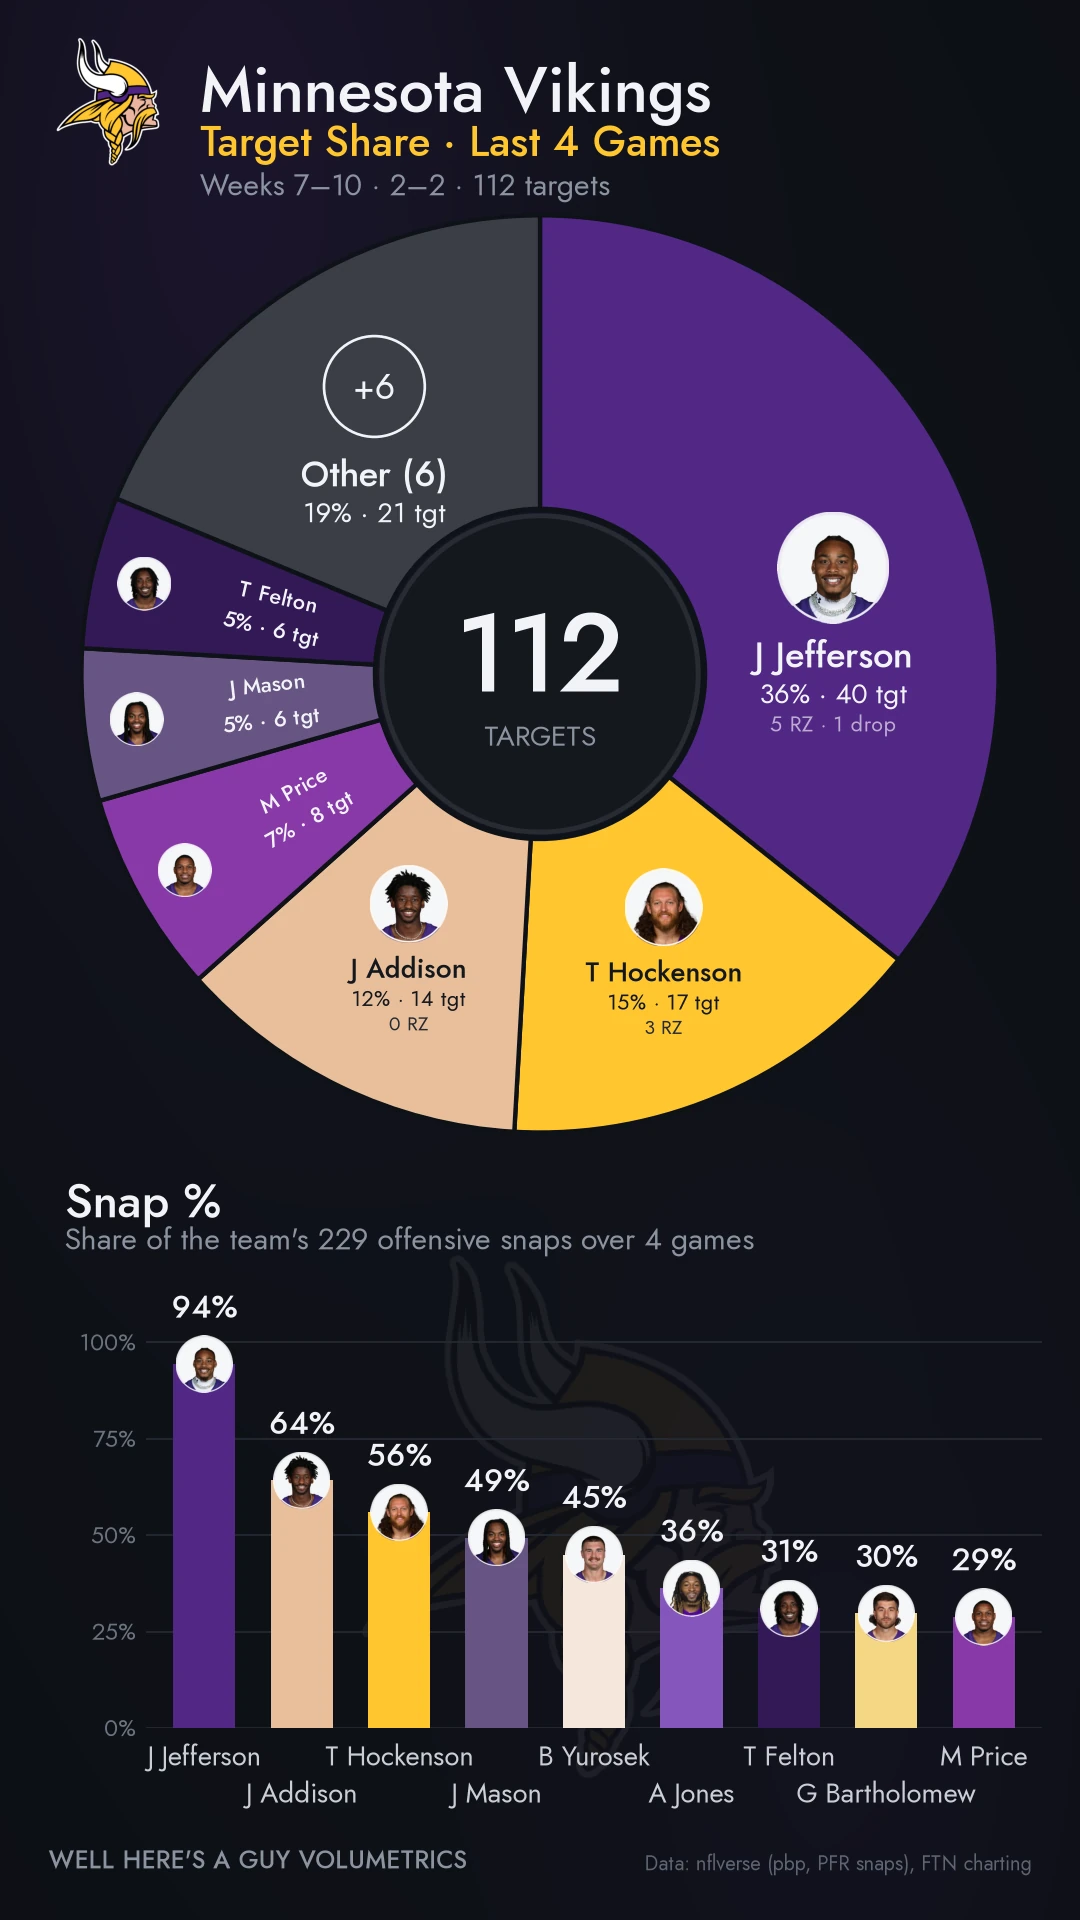 Minnesota Vikings
Target Share · Last 4 Games
Weeks 7–10 · 2–2 · 112 targets
+6
Other (6)
19% · 21 tgt
T Felton
5% · 6 tgt
J Mason
5% · 6 tgt
M Price
7% · 8 tgt
112
TARGETS
J Jefferson
36% · 40 tgt
5 RZ · 1 drop
J Addison
12% · 14 tgt
0 RZ
T Hockenson
15% · 17 tgt
3 RZ
Snap %
Share of the team's 229 offensive snaps over 4 games
94%
64%
56%
49%
45%
36%
31%
30%
29%
100%
75%
50%
25%
0%
J Jefferson
J Addison
T Hockenson
J Mason
B Yurosek
A Jones
T Felton
G Bartholomew
M Price
WELL HERE'S A GUY VOLUMETRICS
Data: nflverse (pbp, PFR snaps), FTN charting